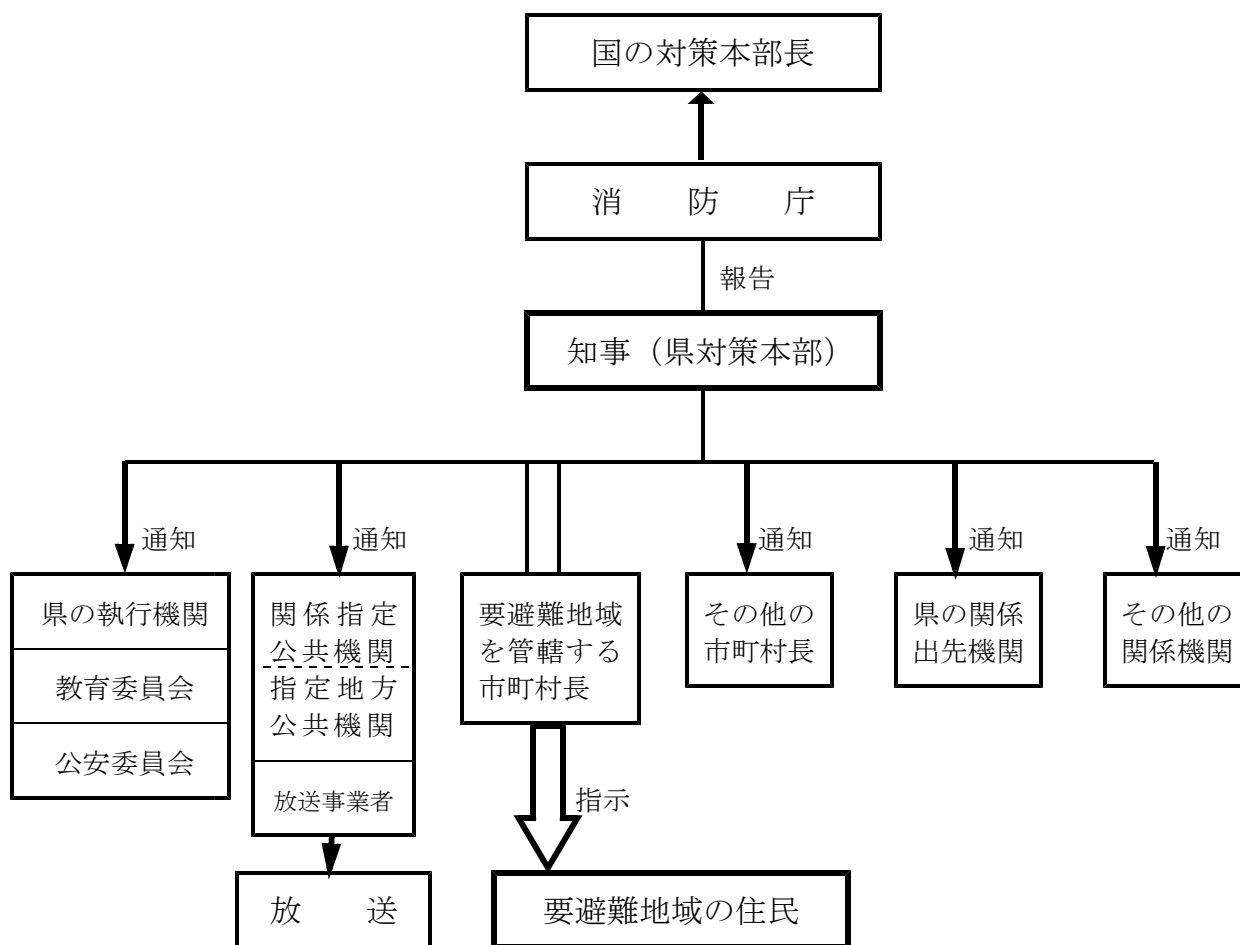 国の対策本部長
消　防　庁
報告
知事（県対策本部）
通知
通知
通知
通知
通知
県の執行機関
教育委員会
公安委員会
関係指定
公共機関
指定地方
公共機関
放送事業者
要避難地域
を管轄する
市町村長
その他の
市町村長
県の関係
出先機関
その他の
関係機関
指示
放　送
要避難地域の住民